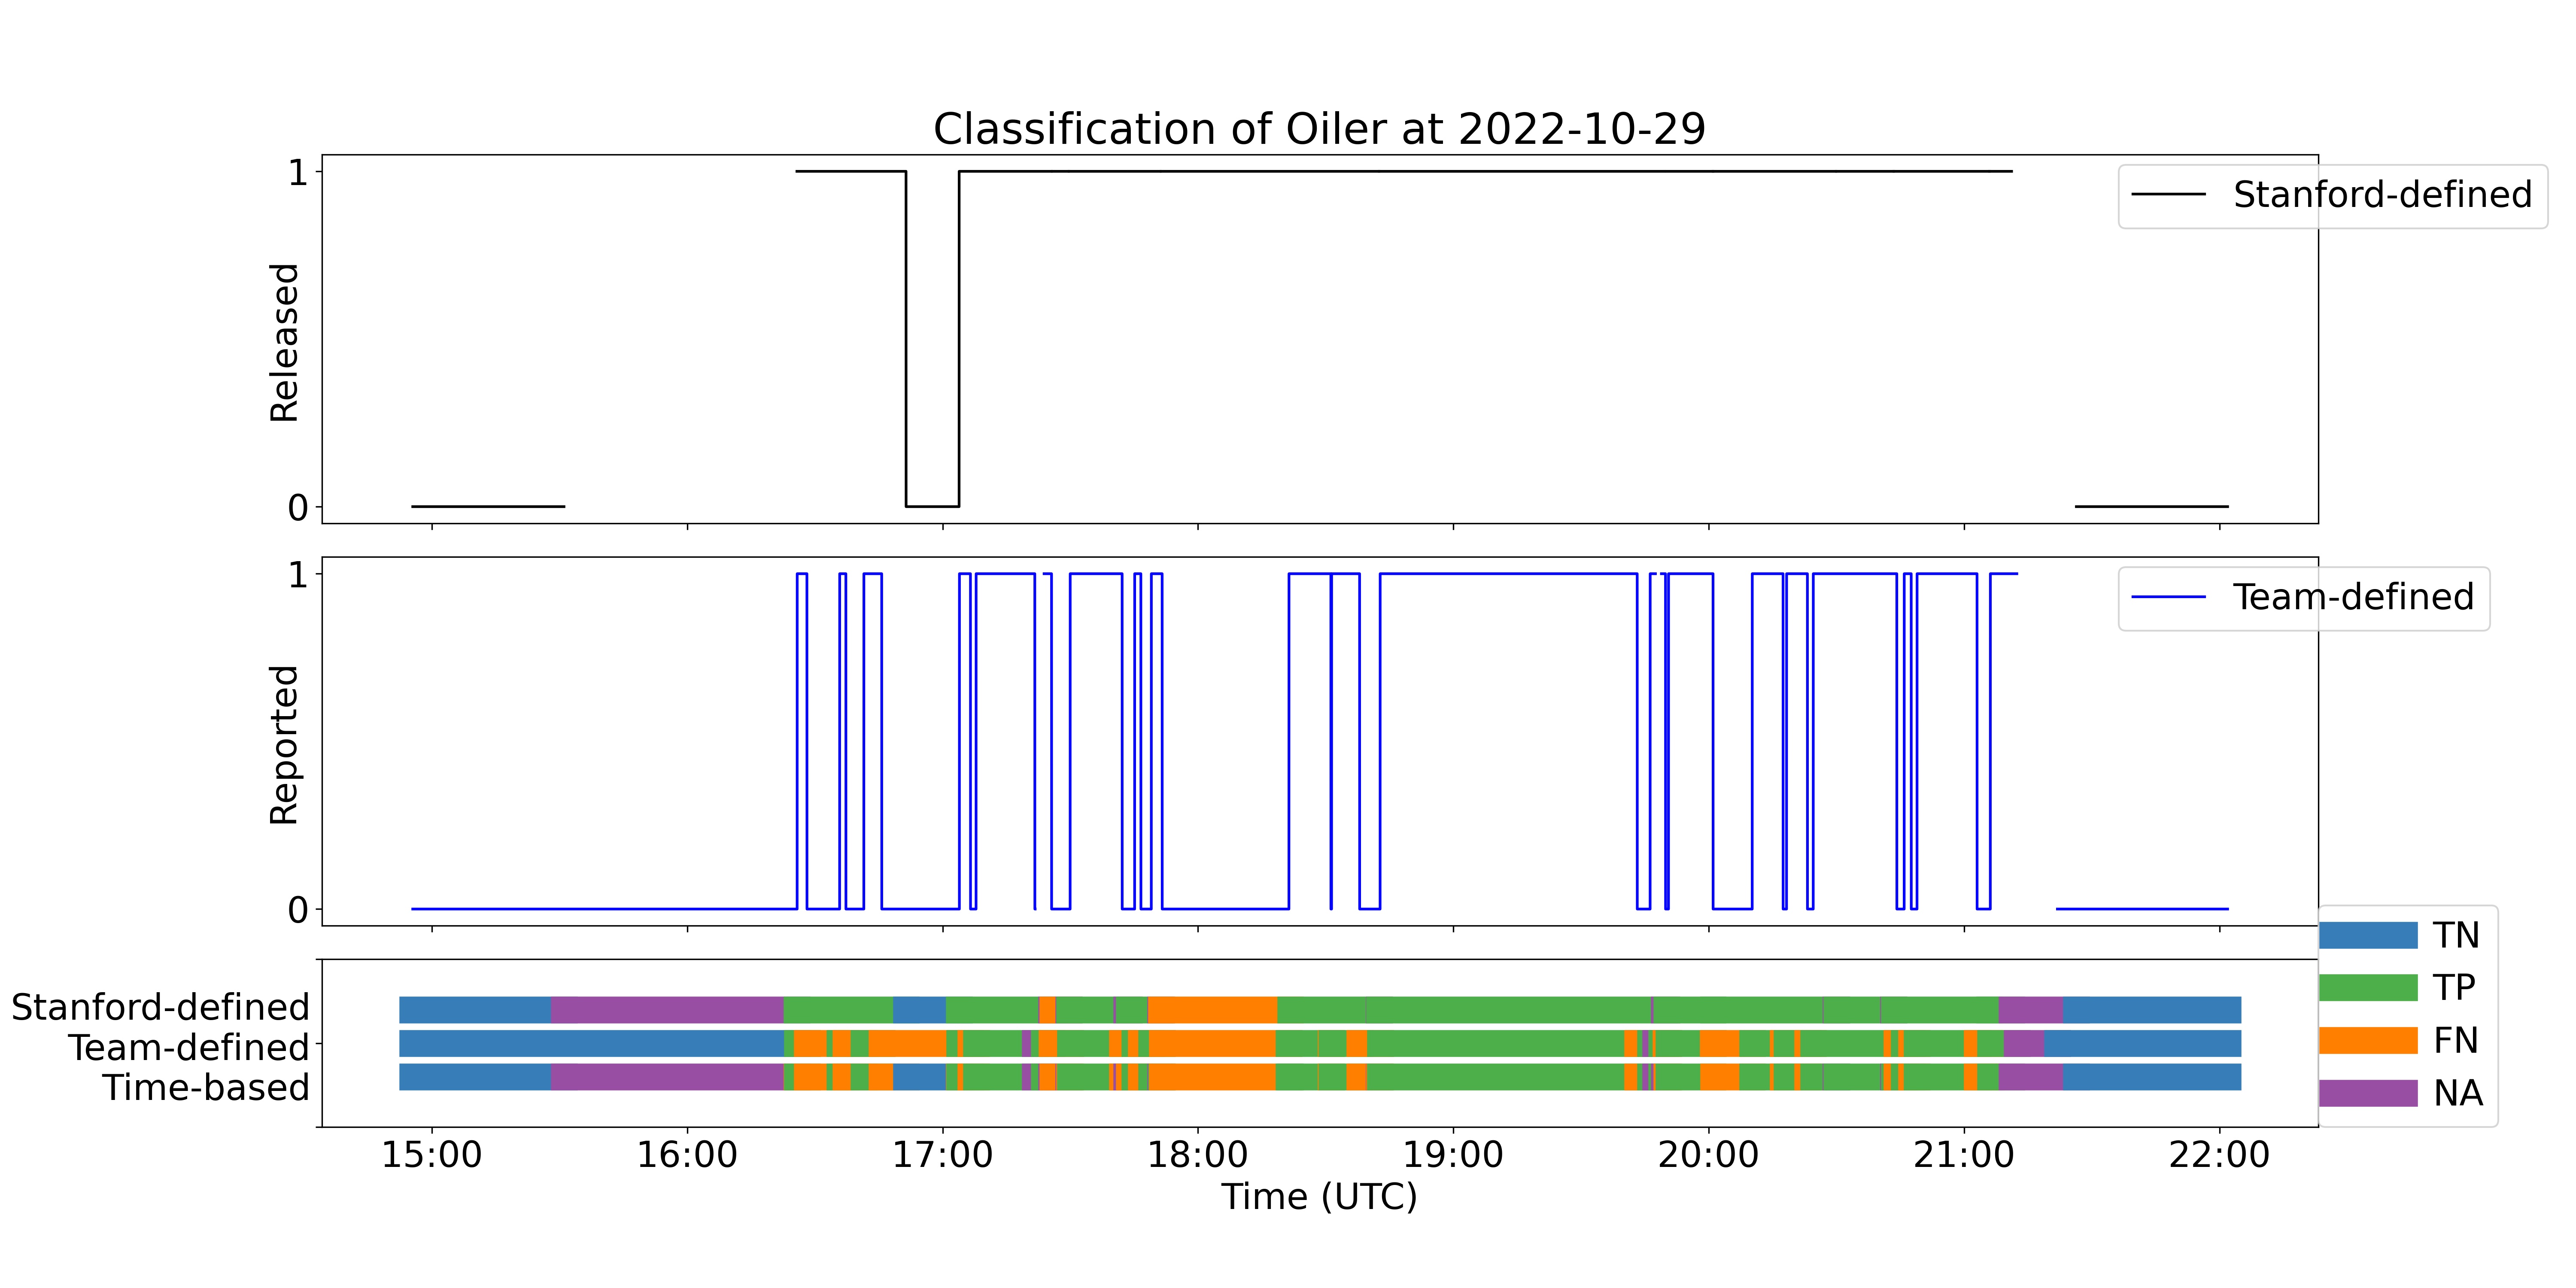 Classification of Oiler at 2022-10-29
1
0
Released
Stanford-defined
1
0
Reported
Team-defined
Stanford-defined
Team-defined
Time-based
TN
TP
FN
NA
15:00 16:00 17:00 18:00 19:00 20:00 21:00 22:00
Time (UTC)